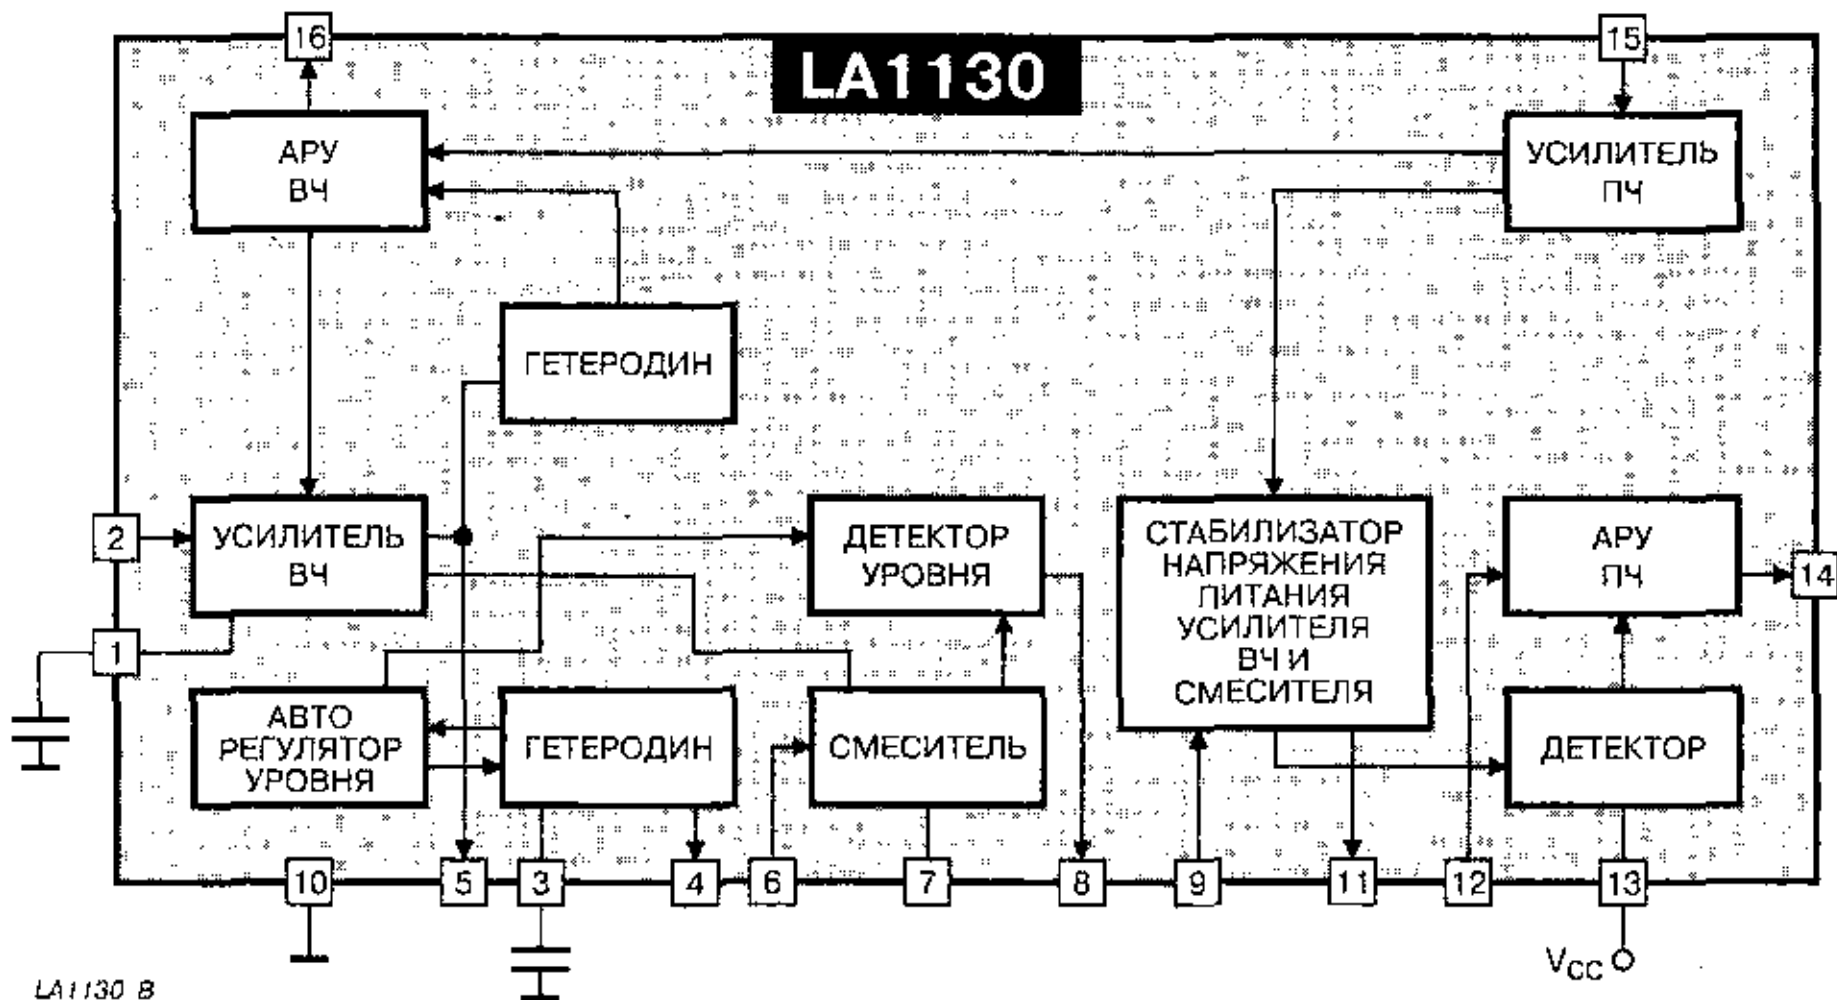 16
15
LA1130
АРУ
ВЧ
УСИЛИТЕЛЬ
ПЧ
ГЕТЕРОДИН
2
УСИЛИТЕЛЬ
ВЧ
ДЕТЕКТОР
УРОВНЯ
СТАБИЛИЗАТОР
НАПРЯЖЕНИЯ
ПИТАНИЯ
УСИЛИТЕЛЯ
ВЧ И
СМЕСИТЕЛЯ
АРУ
ПЧ
14
1
АВТО
РЕГУЛЯТОР
УРОВНЯ
ГЕТЕРОДИН
СМЕСИТЕЛЬ
ДЕТЕКТОР
10
5
3
4
6
7
8
9
11
12
13
VCC
LA1130 B